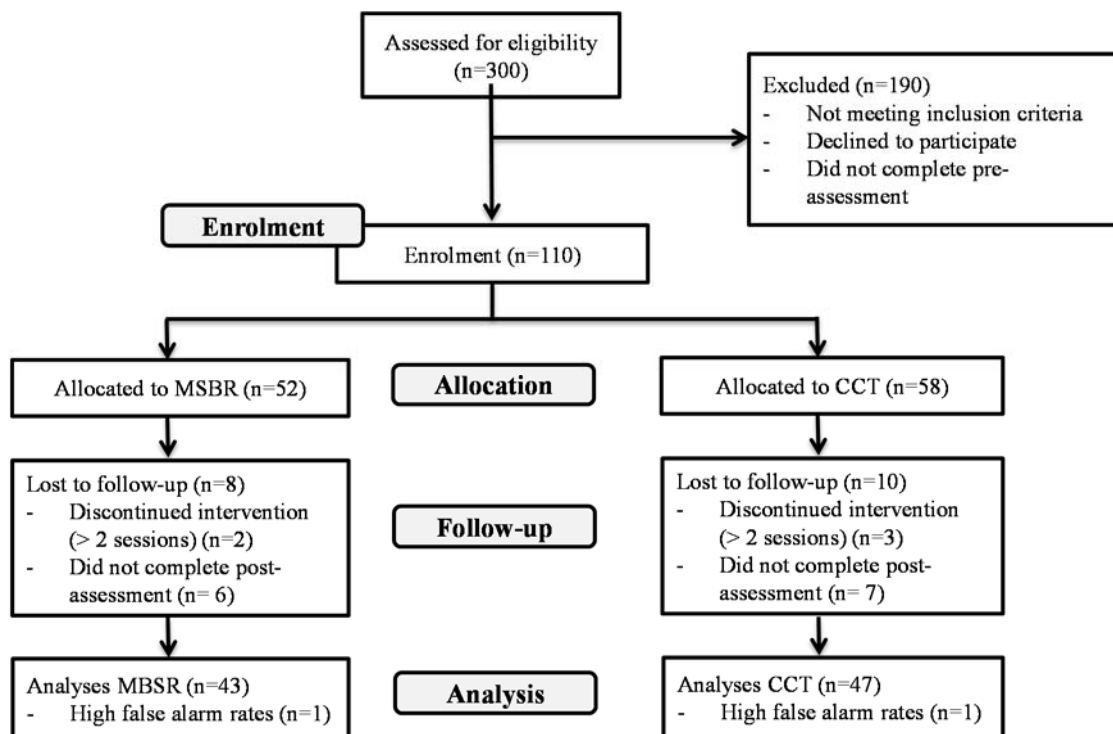 Assessed for eligibility
(n=300)
Excluded (n=190)
- Not meeting inclusion criteria
- Declined to participate
- Did not complete pre-
assessment
Enrolment
Enrolment (n=110)
Allocated to MSBR (n=52)
Allocation
Allocated to CCT (n=58)
Lost to follow-up (n=8)
- Discontinued intervention
(> 2 sessions) (n=2)
- Did not complete post-
assessment (n= 6)
Follow-up
Lost to follow-up (n=10)
- Discontinued intervention
(> 2 sessions) (n=3)
- Did not complete post-
assessment (n= 7)
Analyses MBSR (n=43)
- High false alarm rates (n=1)
Analysis
Analyses CCT (n=47)
- High false alarm rates (n=1)